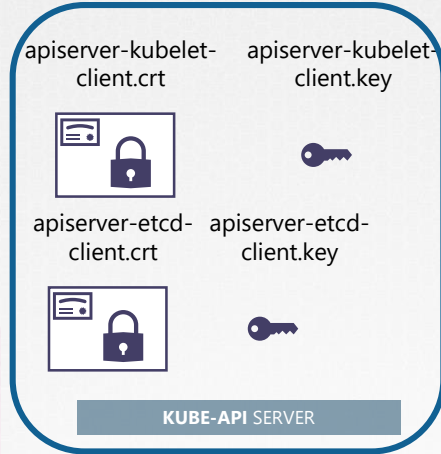 apiserver-kubelet-
client.crt
apiserver-kubelet-
client.key
apiserver-etcd-
client.crt
apiserver-etcd-
client.key
KUBE-API SERVER